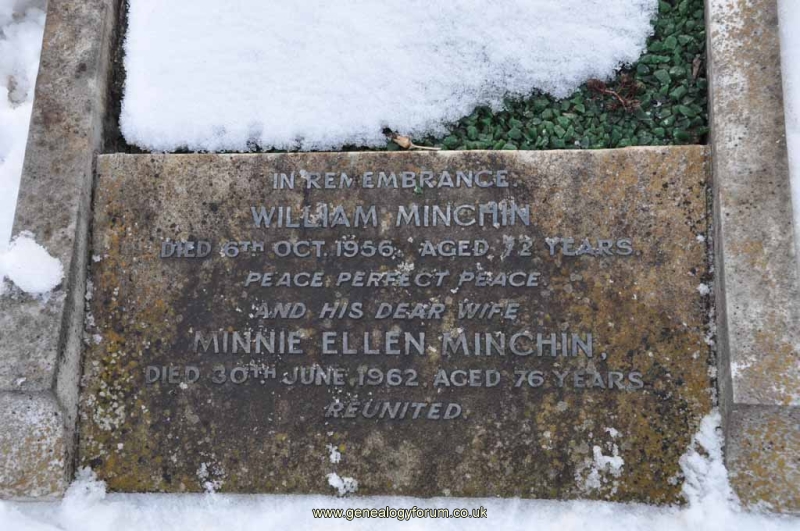 IN REMEMBRANCE.
WILLIAM MINCHIN
DIED 6TH OCT. 1956. AGED 72 YEARS.
PEACE PERFECT PEACE
AND HIS DEAR WIFE
MINNIE ELLEN MINCHIN,
DIED 30TH JUNE 1962. AGED 76 YEARS.
REUNITED.
www.genealogyforum.co.uk